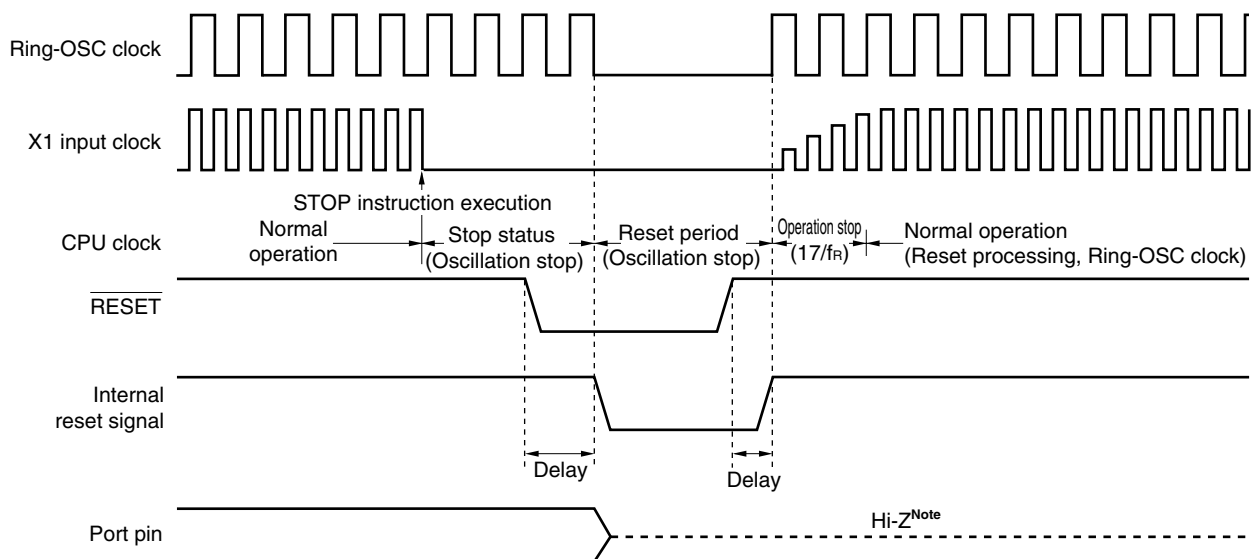 Ring-OSC clock
X1 input clock
STOP instruction execution
CPU clock
Normal
operation
Stop status
(Oscillation stop)
Reset period
(Oscillation stop)
Operation stop
(17/fR)
Normal operation
(Reset processing, Ring-OSC clock)
RESET
Internal
reset signal
Delay
Delay
Port pin
Hi-ZNote